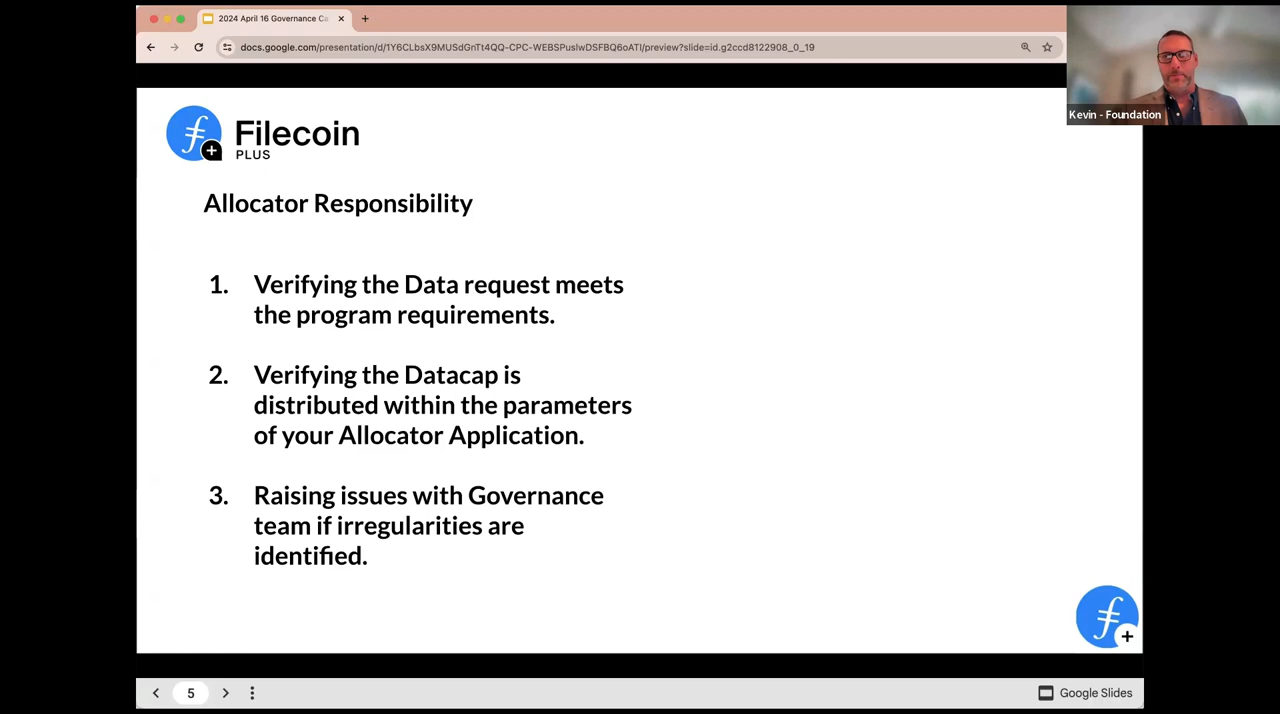 2024 April 16 Governance Ca
docs.google.com/presentation/d/1Y6CLbsX9MUSdGnTt4QQ-CPC-WEBSPuslwDSFBQ6oATI/preview?slide=id.g2ccd8122908_0_19
Kevin - Foundation
Filecoin
PLUS
Allocator Responsibility
1. Verifying the Data request meets
the program requirements.
2. Verifying the Datacap is
distributed within the parameters
of your Allocator Application.
3. Raising issues with Governance
team if irregularities are
identified.
5
Google Slides